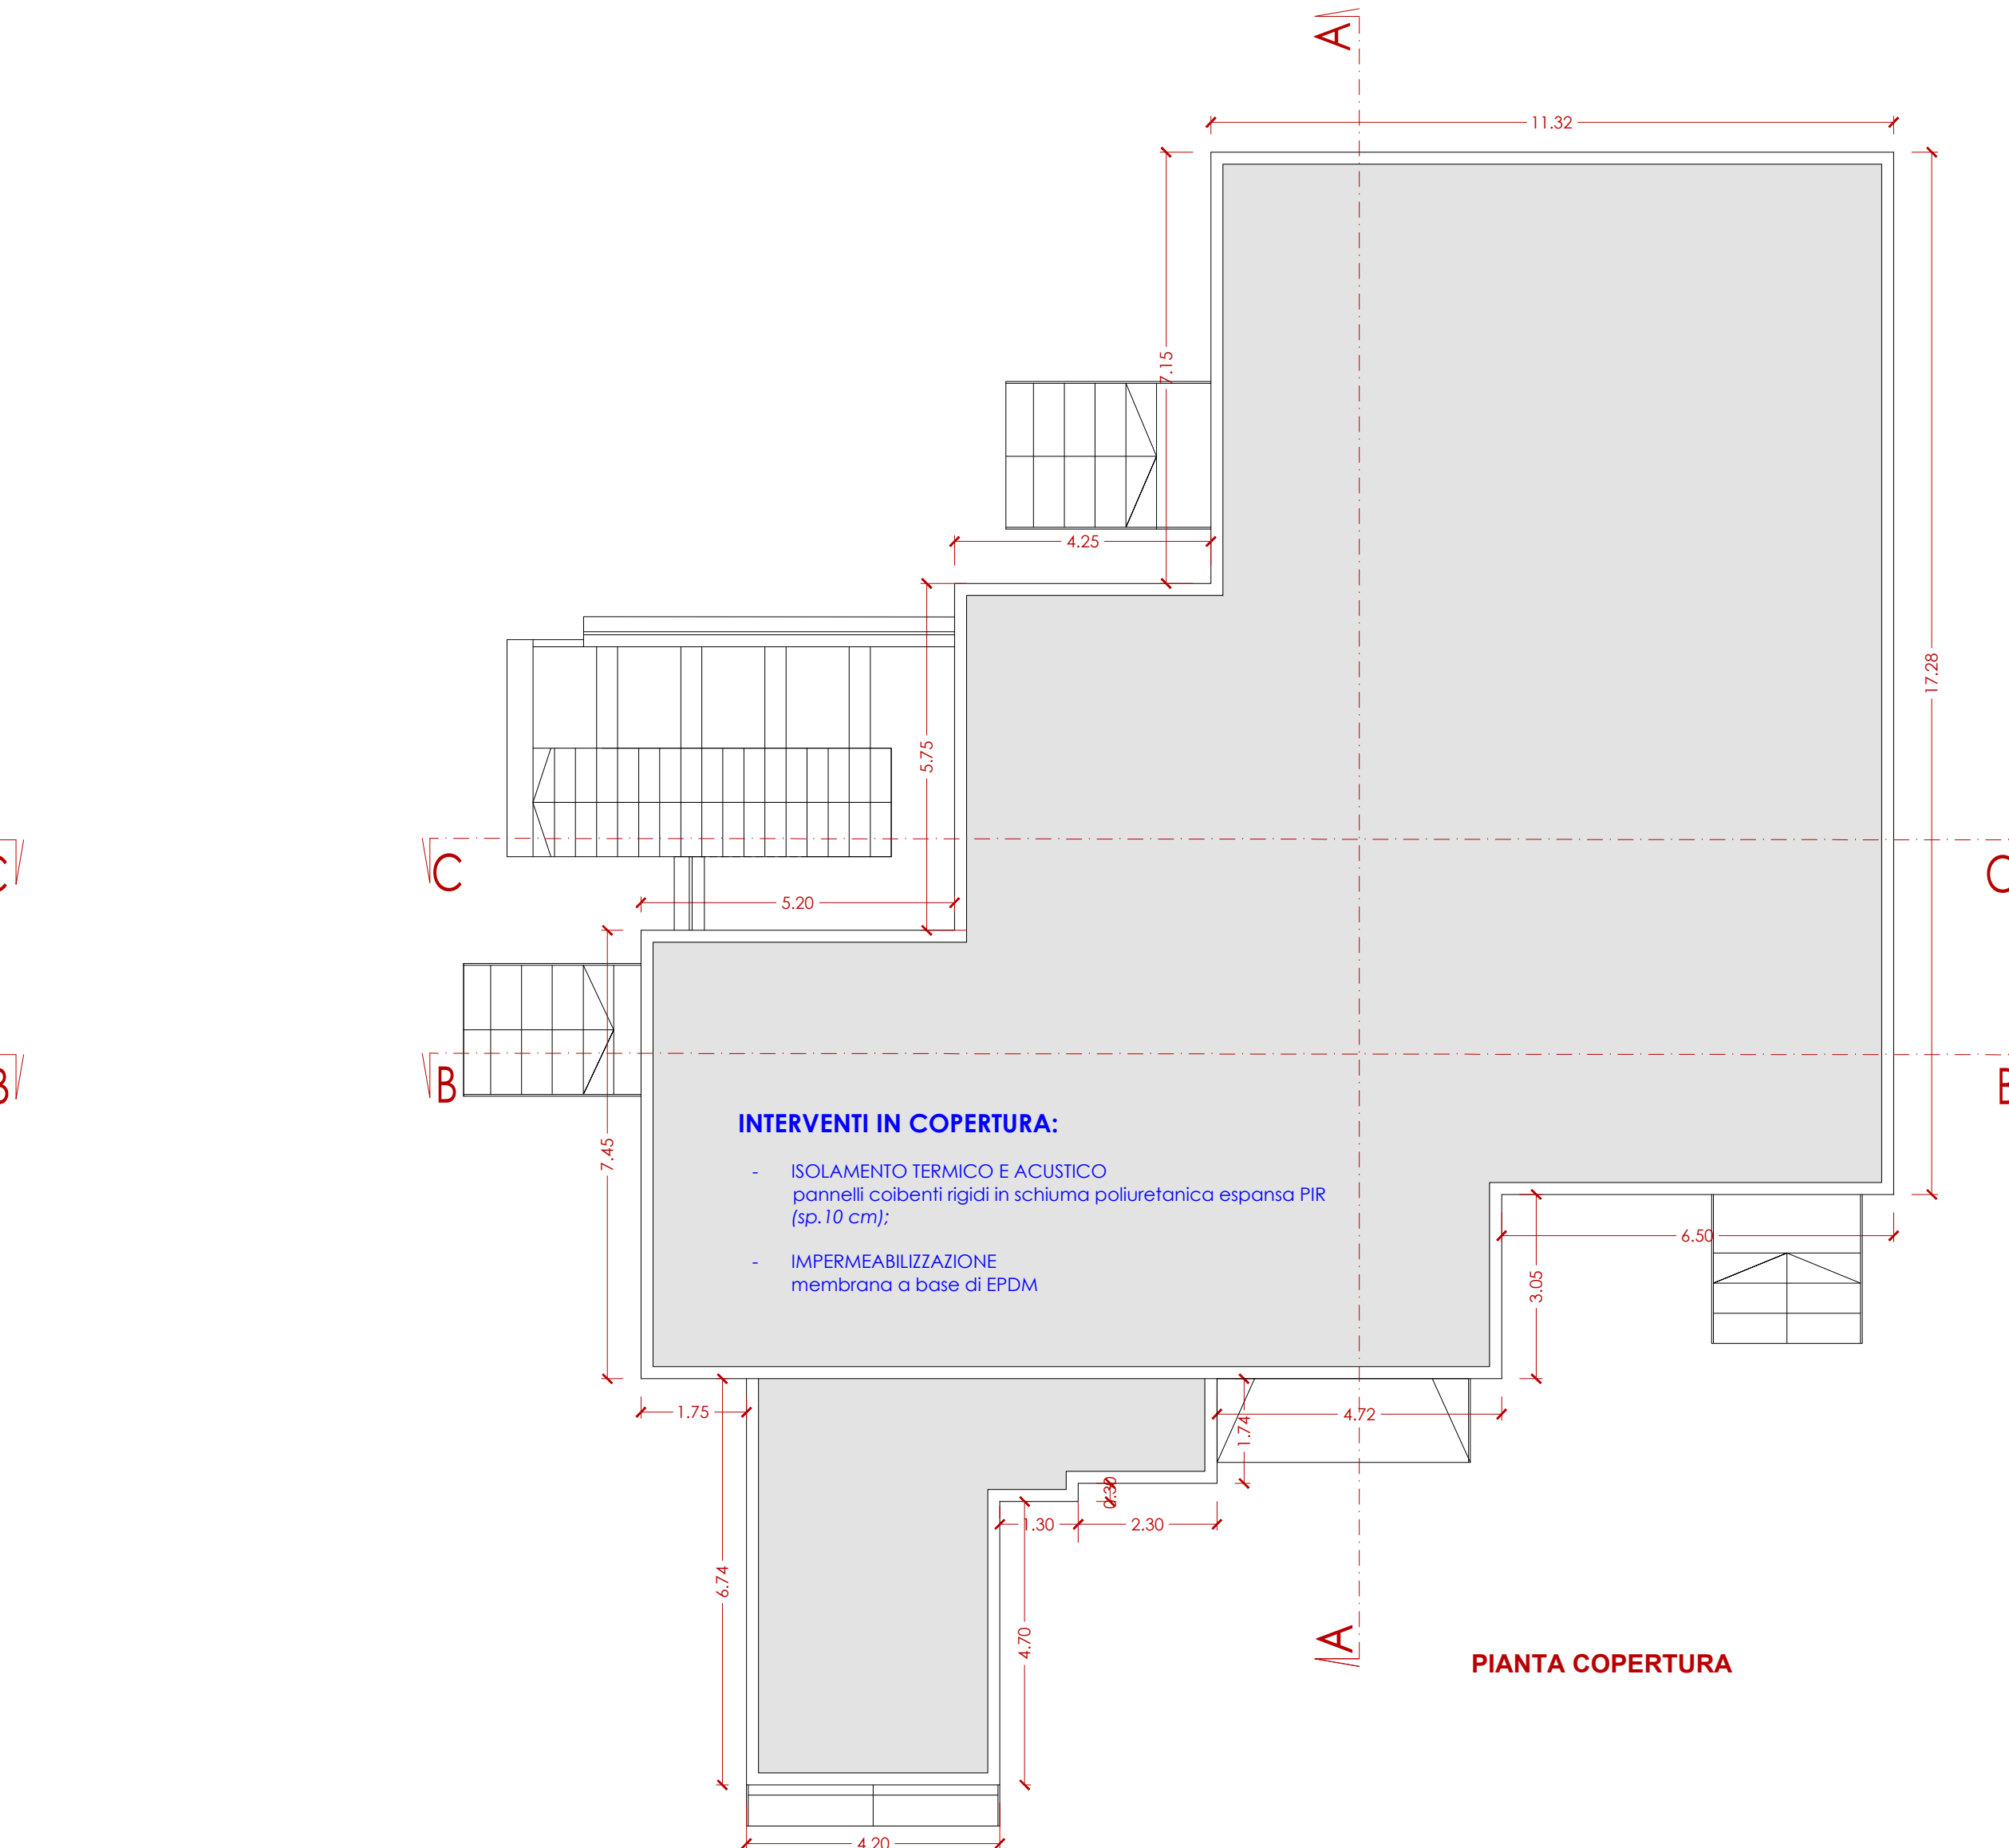 A
11.32
7.15
4.25
17.28
5.75
C
C
C
5.20
B
B
B
7.45
INTERVENTI IN COPERTURA:
- ISOLAMENTO TERMICO E ACUSTICO
pannelli coibenti rigidi in schiuma poliuretanica espansa PIR
(sp.10 cm);
- IMPERMEABILIZZAZIONE
membrana a base di EPDM
6.50
3.05
1.75
4.72
1.74
0.30
1.30
2.30
6.74
4.70
A
PIANTA COPERTURA
4.20